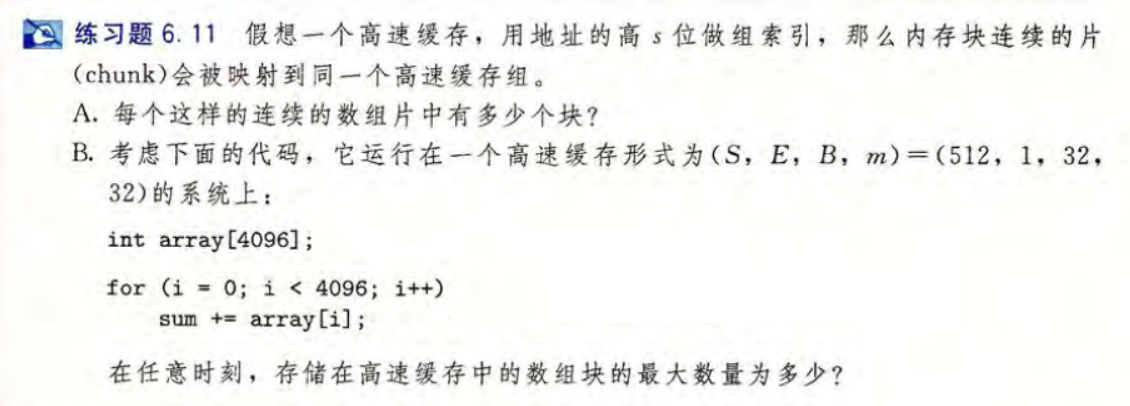 练习题 6.11 假想一个高速缓存，用地址的高 s 位做组索引，那么内存块连续的片
(chunk)会被映射到同一个高速缓存组。
A. 每个这样的连续的数组片中有多少个块？
B. 考虑下面的代码，它运行在一个高速缓存形式为(S, E, B, m)=(512, 1, 32,
32)的系统上：
int array[4096];
for (i = 0; i < 4096; i++)
sum += array[i];
在任意时刻，存储在高速缓存中的数组块的最大数量为多少？